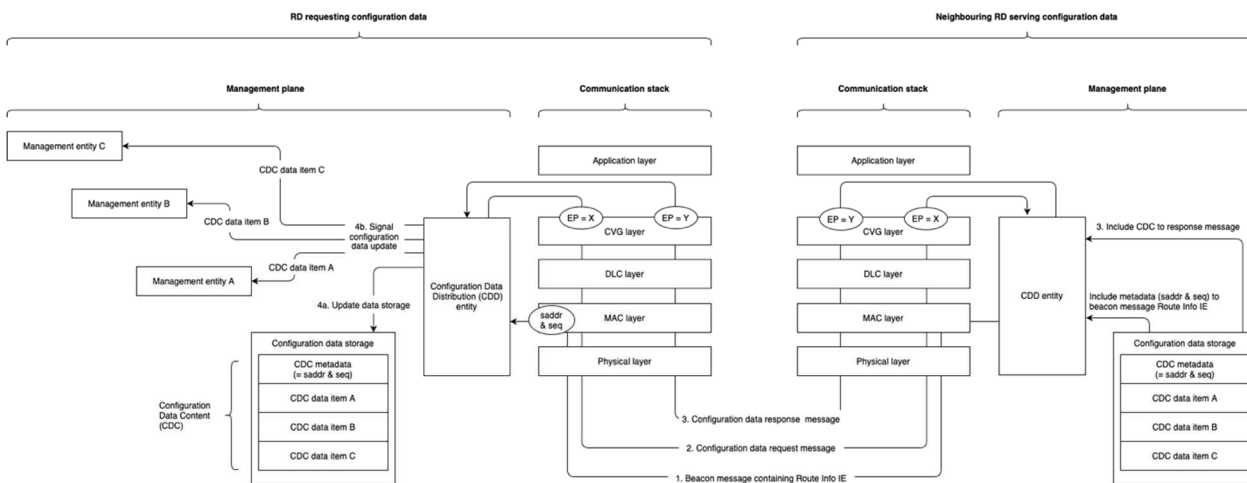 RD requesting configuration data
Neighbouring RD serving configuration data
Management plane
Communication stack
Communication stack
Management plane
Management entity C
CDC data item C
Management entity B
CDC data item B
4b. Signal
configuration
data update
CDC data item A
Management entity A
4a. Update data storage
Configuration Data
Distribution (CDD)
entity
Application layer
EP = X
EP = Y
CVG layer
DLC layer
saddr
& seq
MAC layer
Physical layer
Application layer
EP = Y
EP = X
CVG layer
DLC layer
MAC layer
Physical layer
CDD entity
3. Include CDC to response message
Include metadata (saddr & seq) to
beacon message Route Info IE
Configuration data storage
CDC metadata
(= saddr & seq)
CDC data item A
CDC data item B
CDC data item C
Configuration
Data Content
(CDC)
Configuration data storage
CDC metadata
(= saddr & seq)
CDC data item A
CDC data item B
CDC data item C
3. Configuration data response message
2. Configuration data request message
1. Beacon message containing Route Info IE